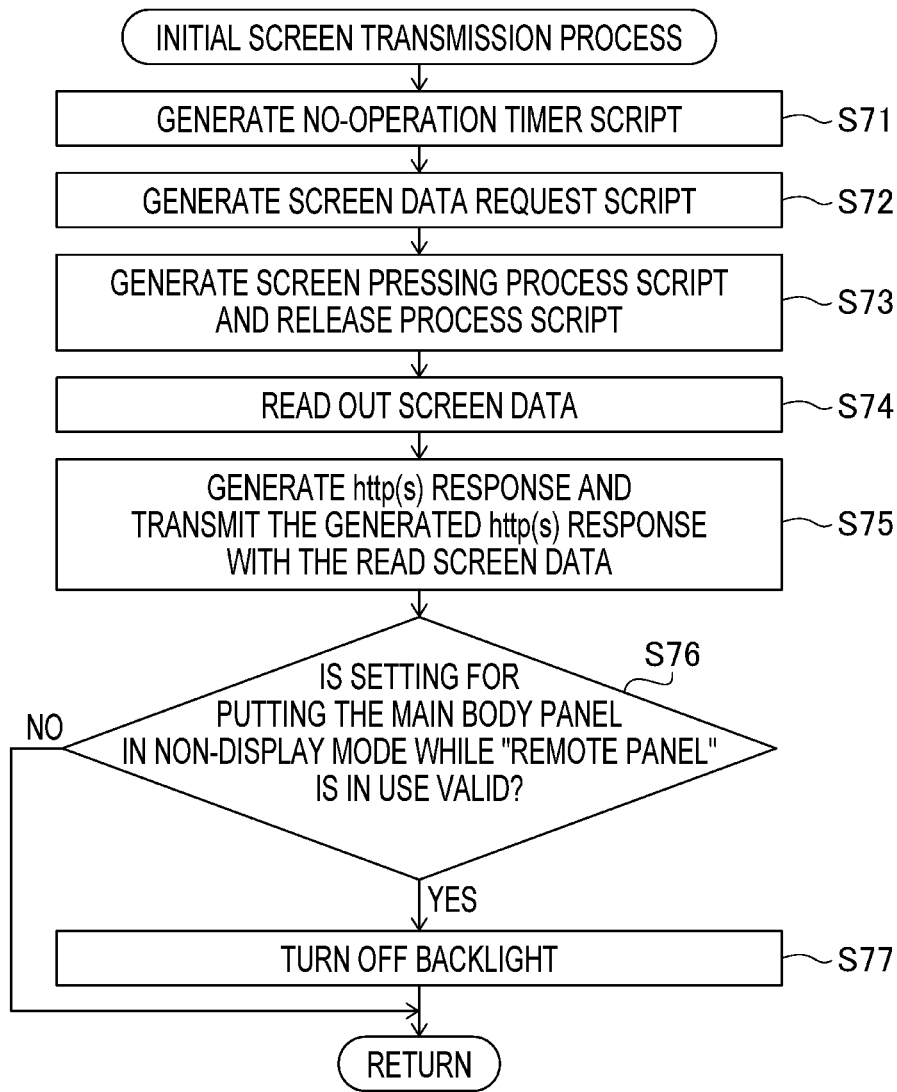 INITIAL SCREEN TRANSMISSION PROCESS
GENERATE NO-OPERATION TIMER SCRIPT
S71
GENERATE SCREEN DATA REQUEST SCRIPT
S72
GENERATE SCREEN PRESSING PROCESS SCRIPT
AND RELEASE PROCESS SCRIPT
S73
READ OUT SCREEN DATA
S74
GENERATE http(s) RESPONSE AND
TRANSMIT THE GENERATED http(s) RESPONSE
WITH THE READ SCREEN DATA
S75
S76
IS SETTING FOR
PUTTING THE MAIN BODY PANEL
IN NON-DISPLAY MODE WHILE "REMOTE PANEL"
IS IN USE VALID?
NO
YES
TURN OFF BACKLIGHT
S77
RETURN